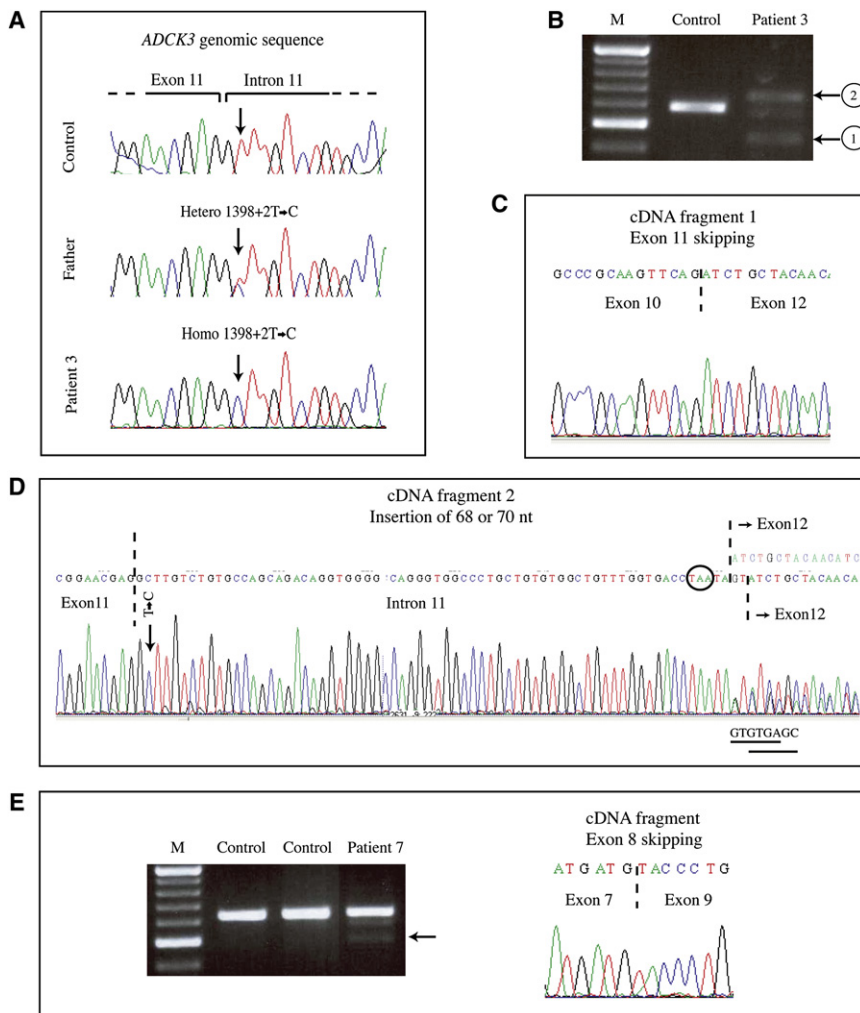 A
ADCK3 genomic sequence
Exon 11 Intron 11
Control
Hetero 1398+2T→C
Father
Homo 1398+2T→C
Patient 3
B
M Control Patient 3
2
1
C
cDNA fragment 1
Exon 11 skipping
GCCCGCAAGTTCAGATCTGCTACAACA
Exon 10 Exon 12
D
cDNA fragment 2
Insertion of 68 or 70 nt
→ Exon12
ATCTGCTACAACATC
CGGAACGAGGCTTGTCTGTGCCAGCAGACAGGTGGGG CAGGGTGGCCCTGCTGTGTGGCTGTTTGGTGACCTAATAGTATCTGCTACAACA
Exon11 T→C Intron 11
→ Exon12
GTGTGAGC
E
M Control Control Patient 7
cDNA fragment
Exon 8 skipping
ATGATGTACCCTG
Exon 7 Exon 9